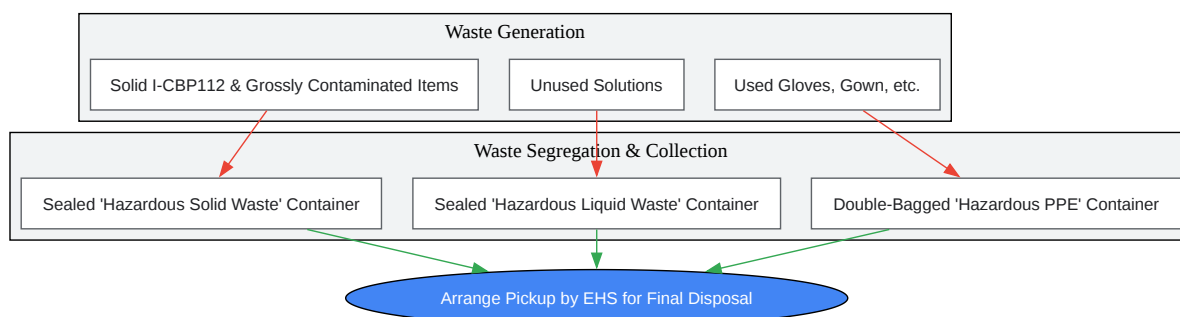 Waste Generation
Solid I-CBP112 & Grossly Contaminated Items
Unused Solutions
Used Gloves, Gown, etc.
Waste Segregation & Collection
Sealed 'Hazardous Solid Waste' Container
Sealed 'Hazardous Liquid Waste' Container
Double-Bagged 'Hazardous PPE' Container
Arrange Pickup by EHS for Final Disposal